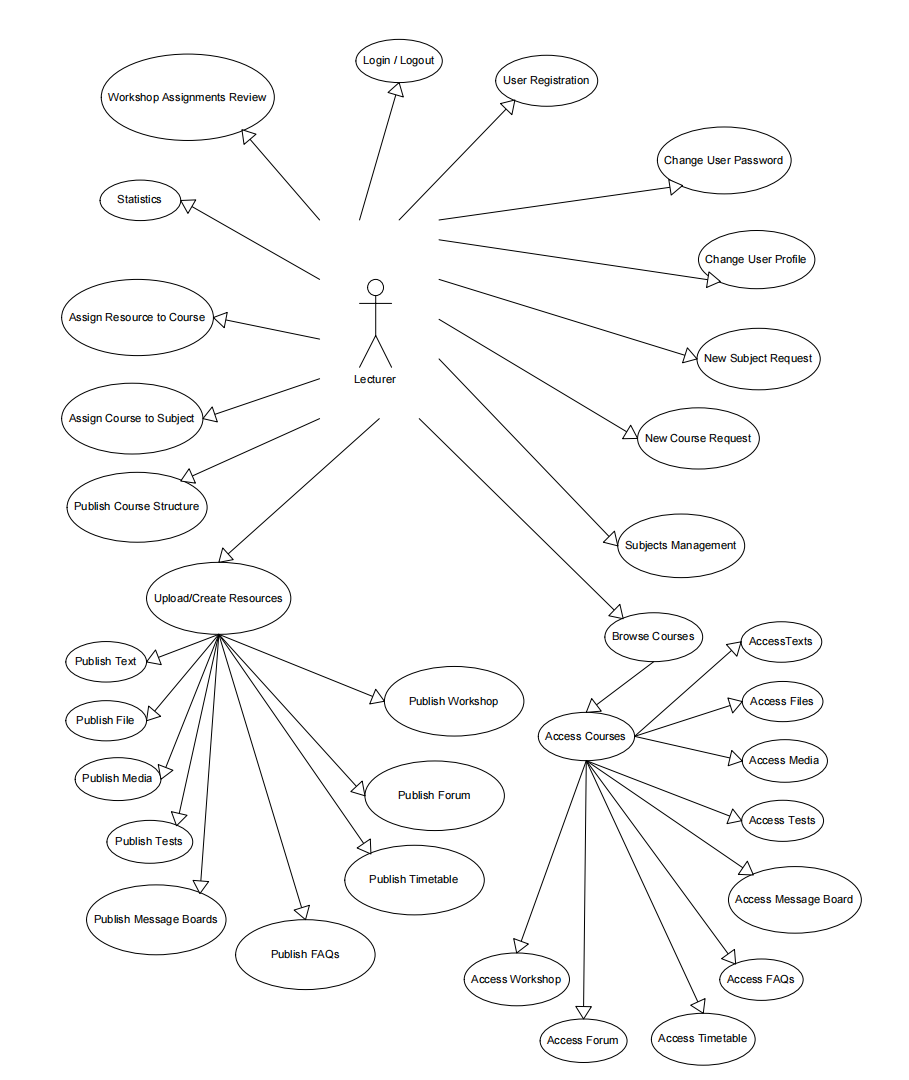 Login / Logout
User Registration
Workshop Assignments Review
Change User Password
Statistics
Change User Profile
Assign Resource to Course
New Subject Request
Lecturer
Assign Course to Subject
New Course Request
Publish Course Structure
Subjects Management
Upload/Create Resources
Browse Courses
AccessTexts
Publish Text
Publish Workshop
Access Files
Publish File
Access Courses
Access Media
Publish Media
Publish Forum
Access Tests
Publish Tests
Publish Timetable
Access Message Board
Publish Message Boards
Publish FAQs
Access Workshop
Access FAQs
Access Forum
Access Timetable